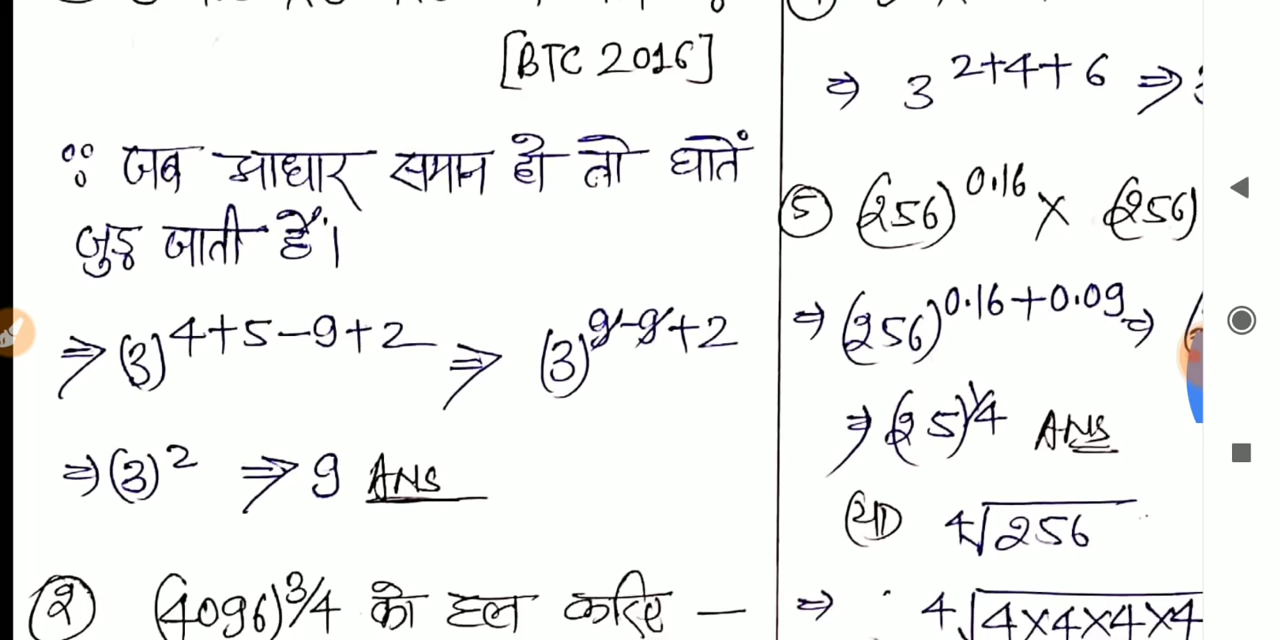 [BTC 2016]
∵ जब आधार समान हो तो घातें
जुड़ जाती हैं।
⇒ (3)^4+5-9+2 ⇒ (3)^9-9+2
⇒ (3)^2 ⇒ 9 ANS
② (4096)^3/4 को हल करिए —
⇒ 3^2+4+6 ⇒
⑤ (256)^0.16 × (256)
⇒ (256)^0.16+0.09 ⇒
⇒ (25)^1/4 ANS
या 4√256
⇒ 4√4×4×4×4